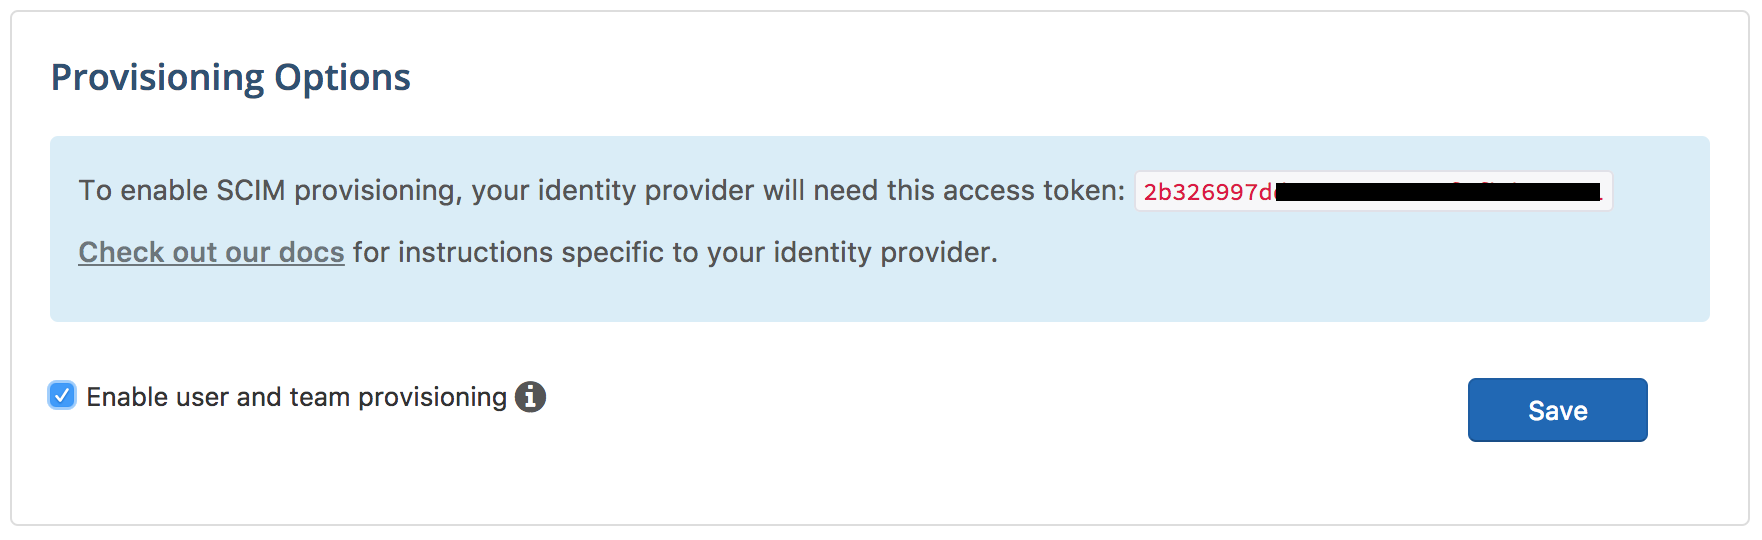 Provisioning Options
To enable SCIM provisioning, your identity provider will need this access token: 2b326997d
Check out our docs for instructions specific to your identity provider.
Enable user and team provisioning
Save